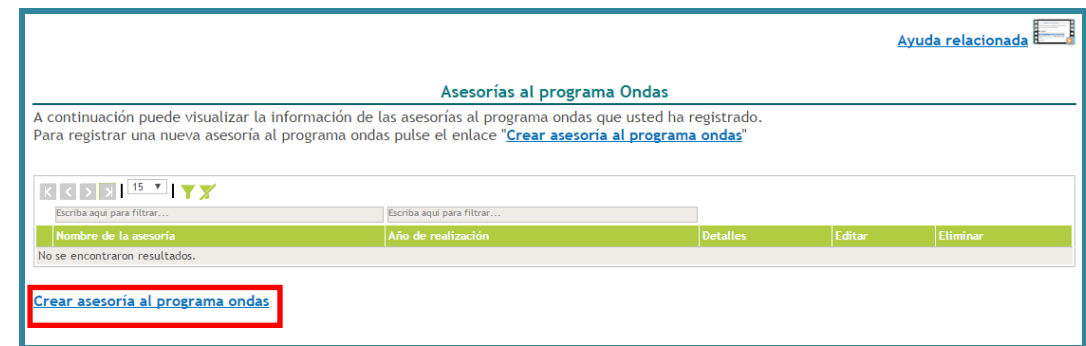 Ayuda relacionada
Asesorías al programa Ondas
A continuación puede visualizar la información de las asesorías al programa ondas que usted ha registrado.
Para registrar una nueva asesoría al programa ondas pulse el enlace "Crear asesoría al programa ondas"
15
Escriba aquí para filtrar... Escriba aquí para filtrar...
Nombre de la asesoría Año de realización Detalles Editar Eliminar
No se encontraron resultados.
Crear asesoría al programa ondas